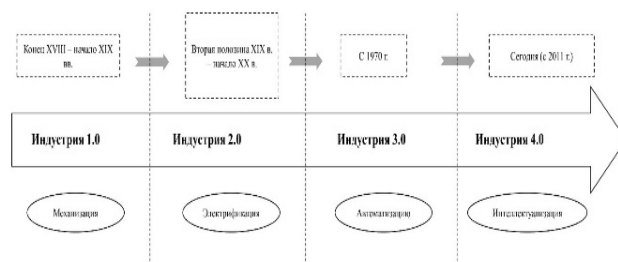 Конец XVIII – начало XIX
вв.
Вторая половина XIX в.
– начало XX в.
С 1970 г.
Сегодня (с 2011 г.)
Индустрия 1.0
Индустрия 2.0
Индустрия 3.0
Индустрия 4.0
Механизация
Электрификация
Автоматизация
Интеллектуализация